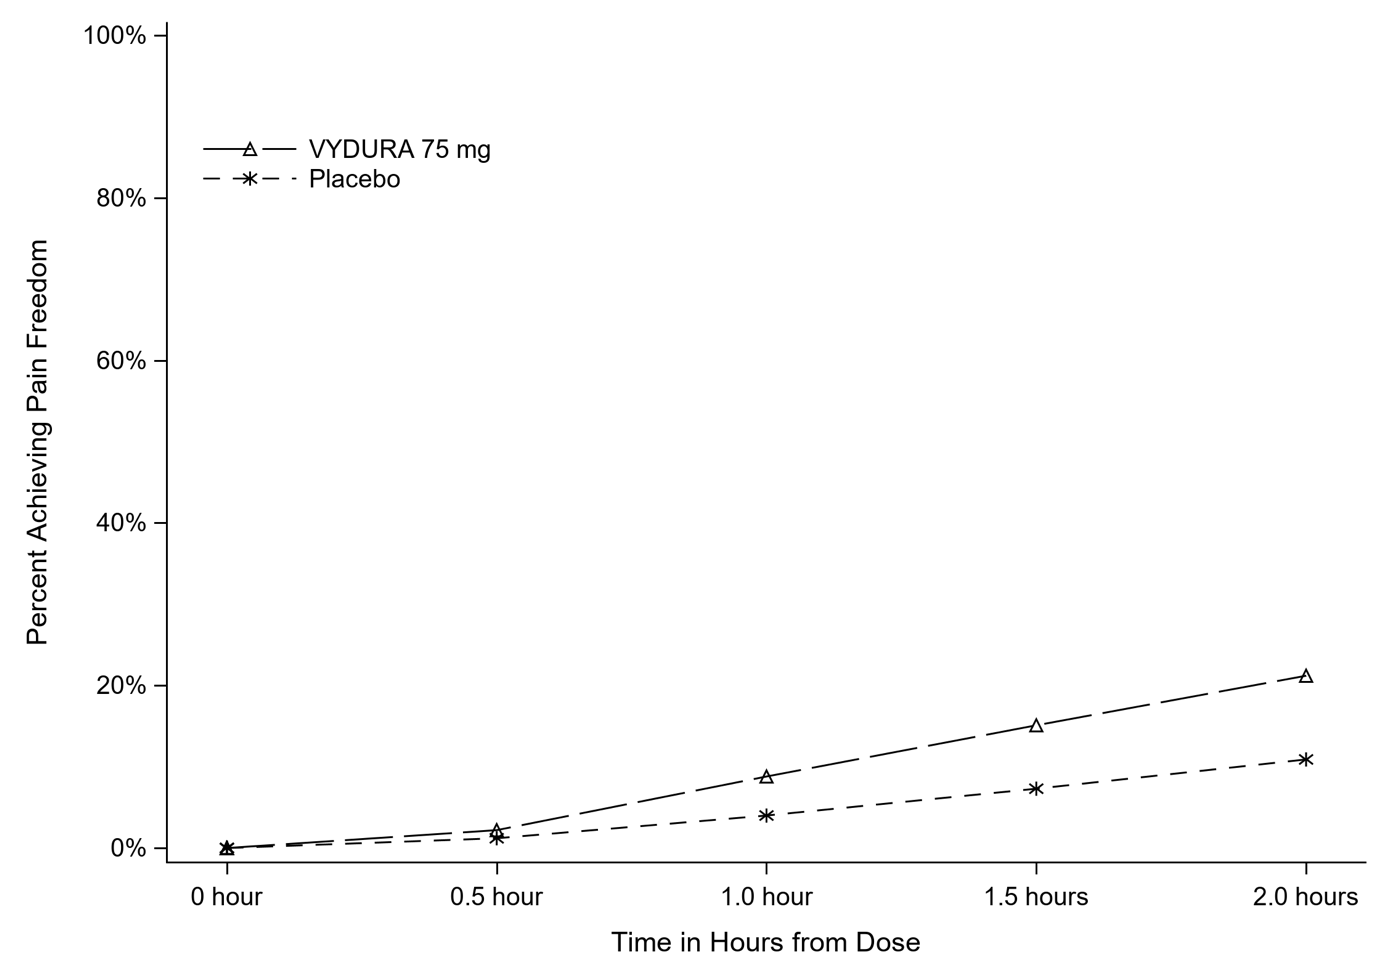 100%
80%
60%
40%
20%
0%
Percent Achieving Pain Freedom
VYDURA 75 mg
Placebo
0 hour
0.5 hour
1.0 hour
1.5 hours
2.0 hours
Time in Hours from Dose